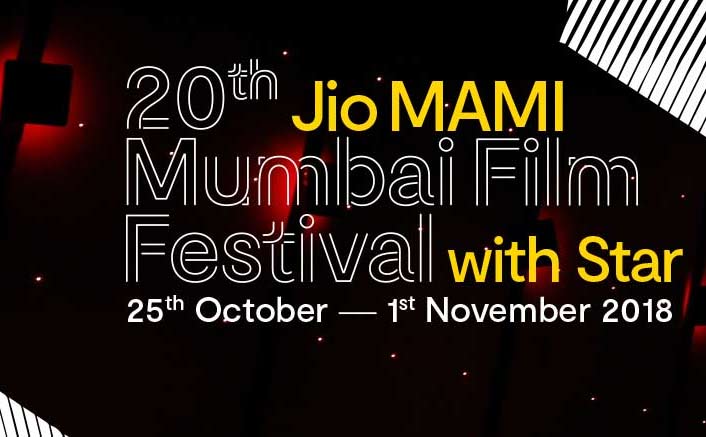 20th Jio MAMI
Mumbai Film
Festival with Star
25th October — 1st November 2018